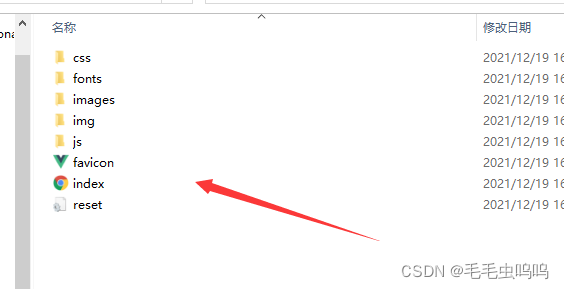 名称 修改日期
ona
css 2021/12/19 16
fonts 2021/12/19 16
images 2021/12/19 16
img 2021/12/19 16
js 2021/12/19 16
favicon 2021/12/19 16
index 2021/12/19 16
reset 2021/12/19 16
CSDN @毛毛虫呜呜